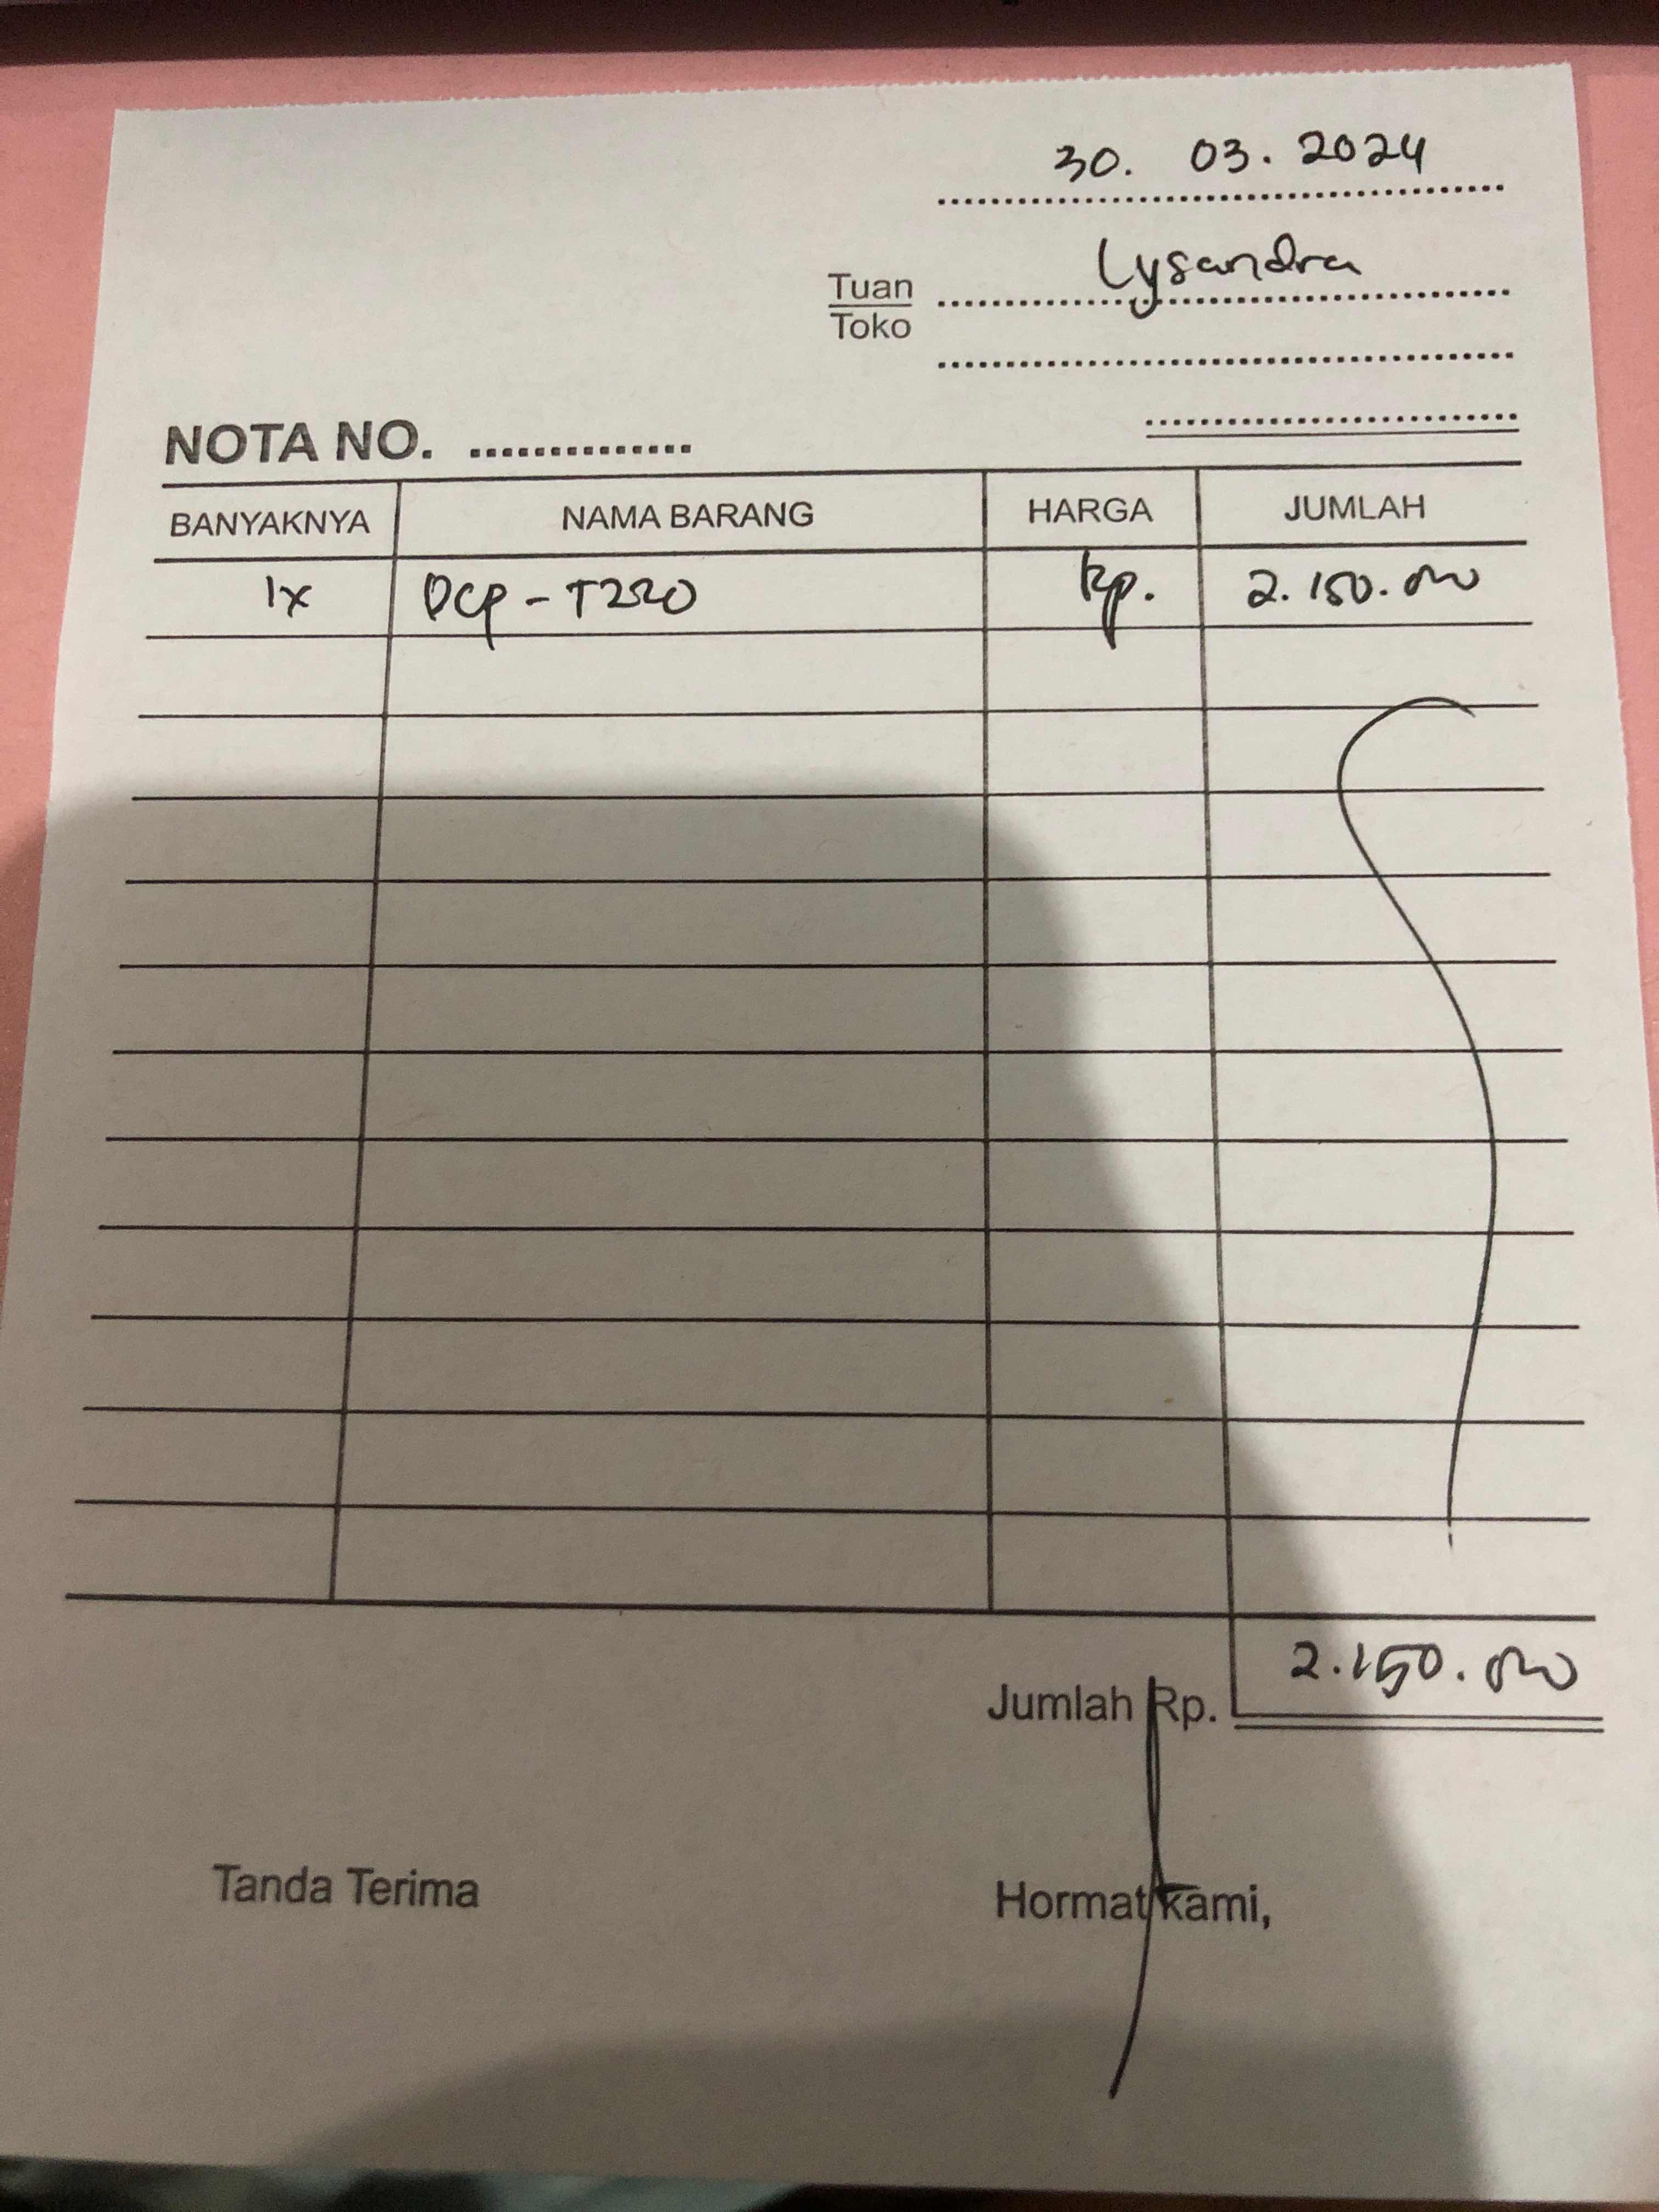 30. 03. 2024
Tuan Lysandra
Toko
NOTA NO. ...............
BANYAKNYA NAMA BARANG HARGA JUMLAH
1x DCP - T220 Rp. 2.150.000
Jumlah Rp. 2.150.000
Tanda Terima Hormat kami,